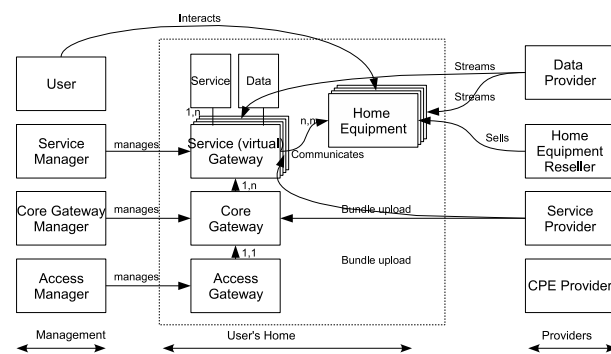 Interacts
User
Service
Data
Streams
Data
Provider
Streams
1,n
n,n
Home
Equipment
Service
Manager
manages
Service (virtual)
Gateway
Communicates
Sells
Home
Equipment
Reseller
1,n
Core Gateway
Manager
manages
Core
Gateway
Bundle upload
Service
Provider
1,1
Access
Manager
manages
Access
Gateway
Bundle upload
CPE Provider
Management
User's Home
Providers